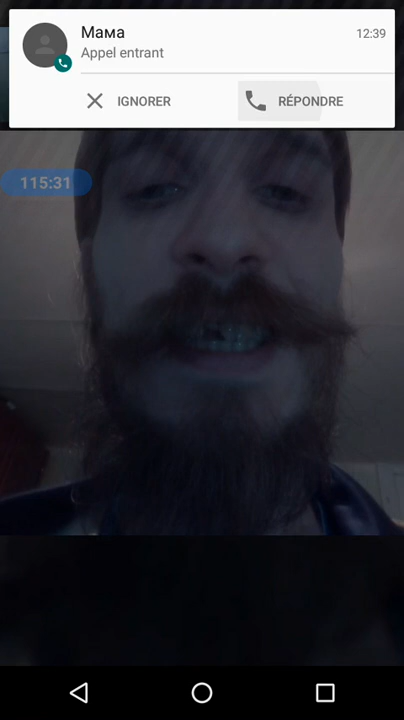 Мама
12:39
Appel entrant
IGNORER
RÉPONDRE
115:31